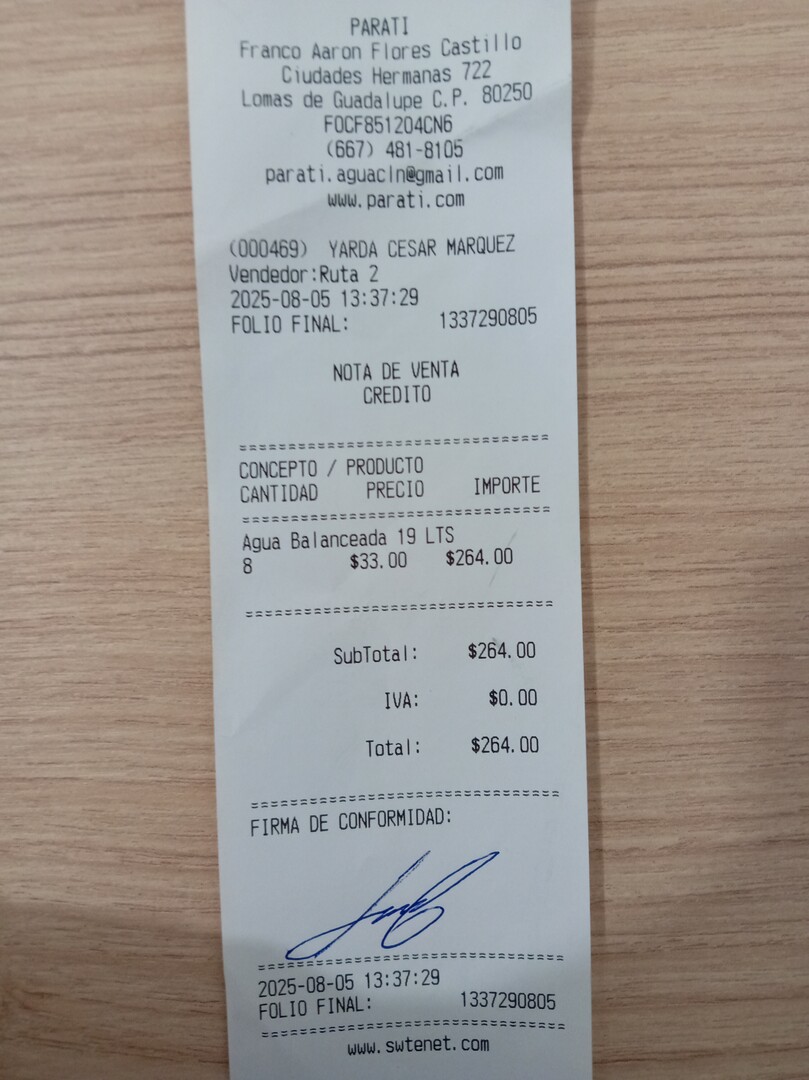 PARATI
Franco Aaron Flores Castillo
Ciudades Hermanas 722
Lomas de Guadalupe C.P. 80250
FOCF851204CN6
(667) 481-8105
parati.aguacln@gmail.com
www.parati.com
(000469) YARDA CESAR MARQUEZ
Vendedor:Ruta 2
2025-08-05 13:37:29
FOLIO FINAL: 1337290805
NOTA DE VENTA
CREDITO
================================
CONCEPTO / PRODUCTO
CANTIDAD PRECIO IMPORTE
================================
Agua Balanceada 19 LTS
8 $33.00 $264.00
================================
SubTotal: $264.00
IVA: $0.00
Total: $264.00
================================
FIRMA DE CONFORMIDAD:
================================
2025-08-05 13:37:29
FOLIO FINAL: 1337290805
================================
www.swtenet.com